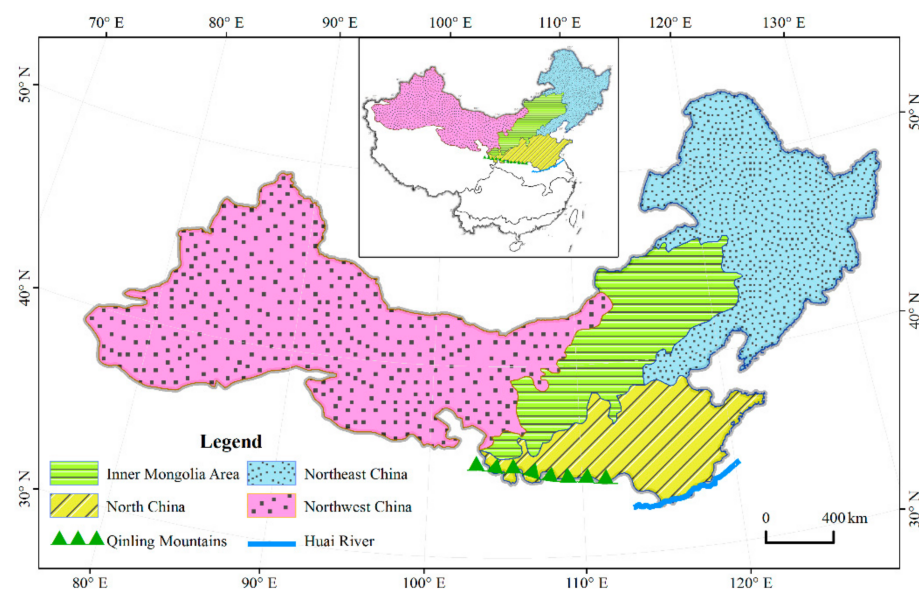 70° E 80° E 90° E 100° E 110° E 120° E 130° E
50° N
50° N
40° N
40° N
30° N
30° N
Legend
Inner Mongolia Area Northeast China
North China Northwest China
Qinling Mountains Huai River
0 400 km
80° E 90° E 100° E 110° E 120° E